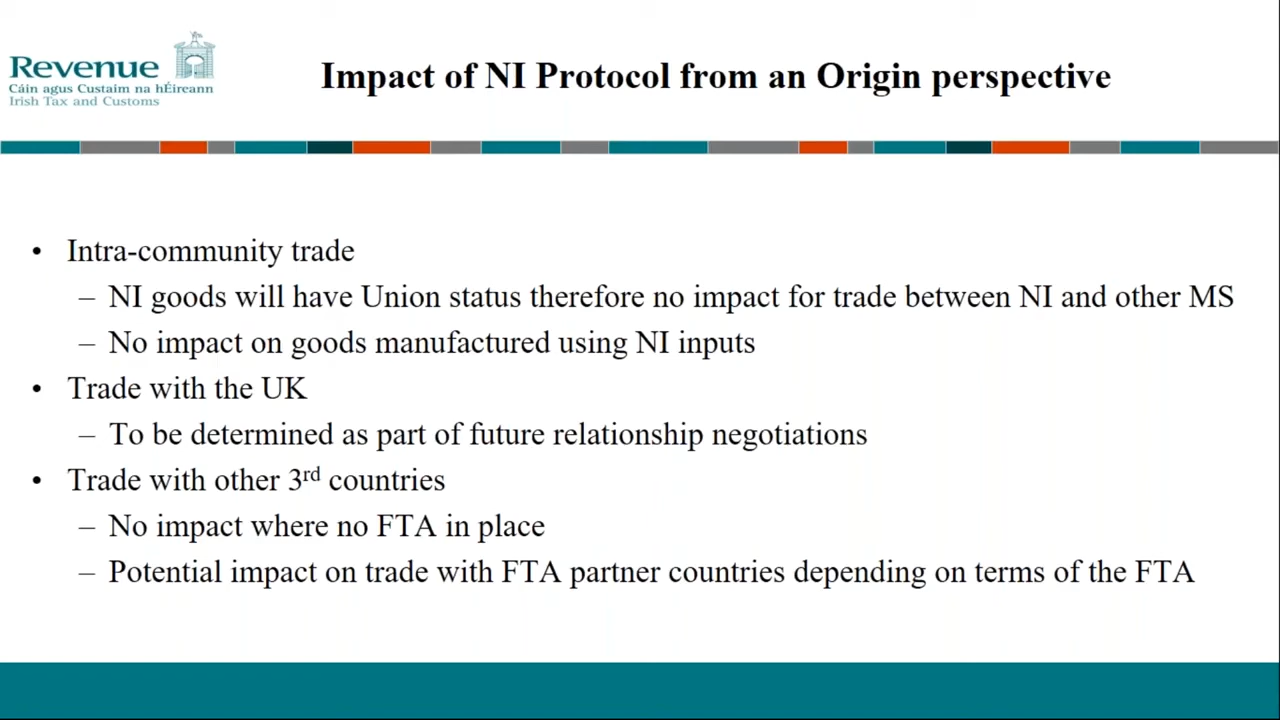 Revenue
Cáin agus Custaim na hÉireann
Irish Tax and Customs
Impact of NI Protocol from an Origin perspective
• Intra-community trade
– NI goods will have Union status therefore no impact for trade between NI and other MS
– No impact on goods manufactured using NI inputs
• Trade with the UK
– To be determined as part of future relationship negotiations
• Trade with other 3rd countries
– No impact where no FTA in place
– Potential impact on trade with FTA partner countries depending on terms of the FTA